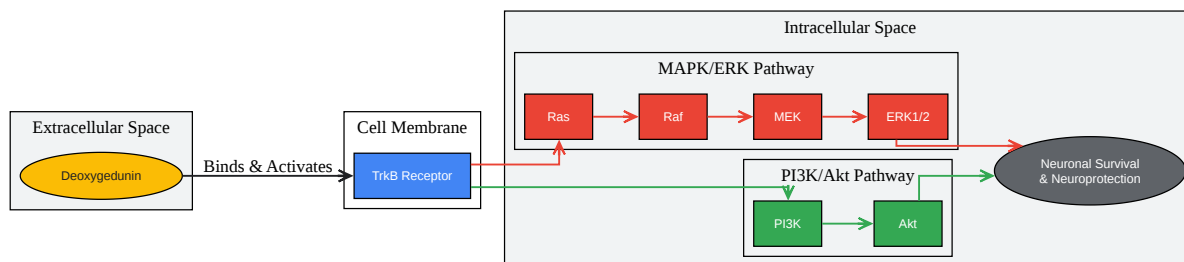 Intracellular Space
MAPK/ERK Pathway
Ras
Raf
MEK
ERK1/2
Extracellular Space
Deoxygedunin
Binds & Activates
Cell Membrane
TrkB Receptor
PI3K/Akt Pathway
PI3K
Akt
Neuronal Survival
& Neuroprotection